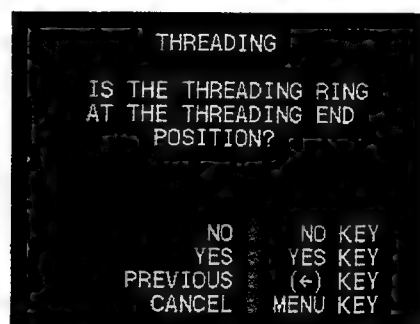 THREADING
IS THE THREADING RING
AT THE THREADING END
POSITION?
NO NO KEY
YES YES KEY
PREVIOUS (←) KEY
CANCEL MENU KEY